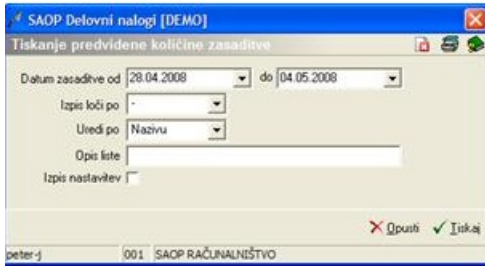 SAOP Delovni nalogi [DEMO]
Tiskanje predvidene količine zasaditve
Datum zasaditve od 28.04.2008 do 04.05.2008
Izpis loči po -
Uredi po Nazivu
Opis liste
Izpis nastavitev
Opusti Tiskaj
peter-j 001 SAOP RAČUNALNIŠTVO